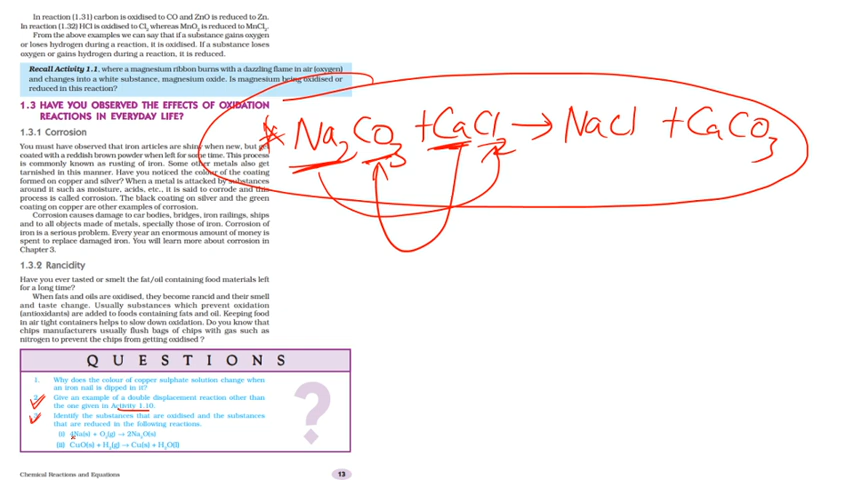 In reaction (1.31) carbon is oxidised to CO and ZnO is reduced to Zn.
In reaction (1.32) HCl is oxidised to Cl₂ whereas MnO₂ is reduced to MnCl₂.
From the above examples we can say that if a substance gains oxygen
or loses hydrogen during a reaction, it is oxidised. If a substance loses
oxygen or gains hydrogen during a reaction, it is reduced.
Recall Activity 1.1, where a magnesium ribbon burns with a dazzling flame in air (oxygen)
and changes into a white substance, magnesium oxide. Is magnesium being oxidised or
reduced in this reaction?
1.3 HAVE YOU OBSERVED THE EFFECTS OF OXIDATION
REACTIONS IN EVERYDAY LIFE?
1.3.1 Corrosion
You must have observed that iron articles are shiny when new, but get
coated with a reddish brown powder when left for some time. This process
is commonly known as rusting of iron. Some other metals also get
tarnished in this manner. Have you noticed the colour of the coating
formed on copper and silver? When a metal is attacked by substances
around it such as moisture, acids, etc., it is said to corrode and this
process is called corrosion. The black coating on silver and the green
coating on copper are other examples of corrosion.
Corrosion causes damage to car bodies, bridges, iron railings, ships
and to all objects made of metals, specially those of iron. Corrosion of
iron is a serious problem. Every year an enormous amount of money is
spent to replace damaged iron. You will learn more about corrosion in
Chapter 3.
1.3.2 Rancidity
Have you ever tasted or smelt the fat/oil containing food materials left
for a long time?
When fats and oils are oxidised, they become rancid and their smell
and taste change. Usually substances which prevent oxidation
(antioxidants) are added to foods containing fats and oil. Keeping food
in air tight containers helps to slow down oxidation. Do you know that
chips manufacturers usually flush bags of chips with gas such as
nitrogen to prevent the chips from getting oxidised ?
QUESTIONS
1. Why does the colour of copper sulphate solution change when
an iron nail is dipped in it?
2. Give an example of a double displacement reaction other than
the one given in Activity 1.10.
3. Identify the substances that are oxidised and the substances
that are reduced in the following reactions.
(i) 4Na(s) + O₂(g) → 2Na₂O(s)
(ii) CuO(s) + H₂(g) → Cu(s) + H₂O(l)
?
Chemical Reactions and Equations 13
Na₂CO₃ + CaCl₂ → NaCl + CaCO₃